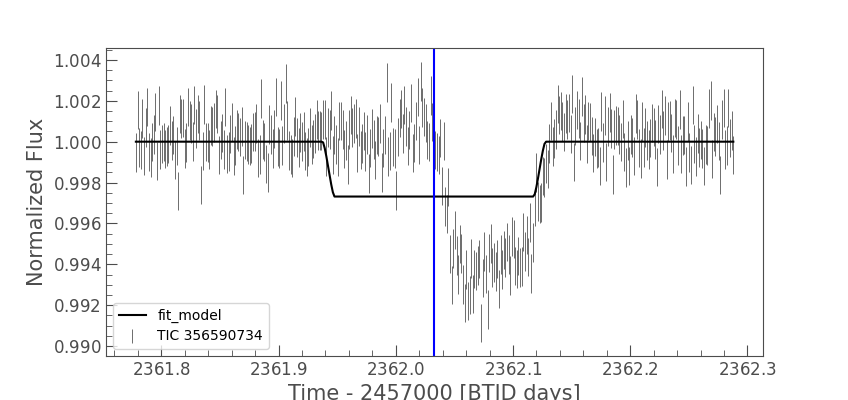 1.004
1.002
1.000
0.998
0.996
0.994
0.992
0.990
Normalized Flux
fit_model
TIC 356590734
2361.8 2361.9 2362.0 2362.1 2362.2 2362.3
Time - 2457000 [BTJD days]